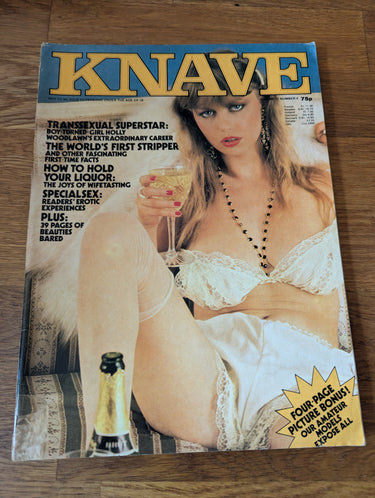 KNAVE
75p
TRANSSEXUAL SUPERSTAR:
BOY-TURNED-GIRL HOLLY
WOODLAWN'S EXTRAORDINARY CAREER
THE WORLD'S FIRST STRIPPER
AND OTHER FASCINATING
FIRST-TIME FACTS
HOW TO HOLD
YOUR LIQUOR:
THE JOYS OF WIFETASTING
SPECIALSEX:
READERS' EROTIC
EXPERIENCES
PLUS:
39 PAGES OF
BEAUTIES
BARED
FOUR-PAGE
PICTURE BONUS!
OUR AMATEUR
MODELS
EXPOSE ALL